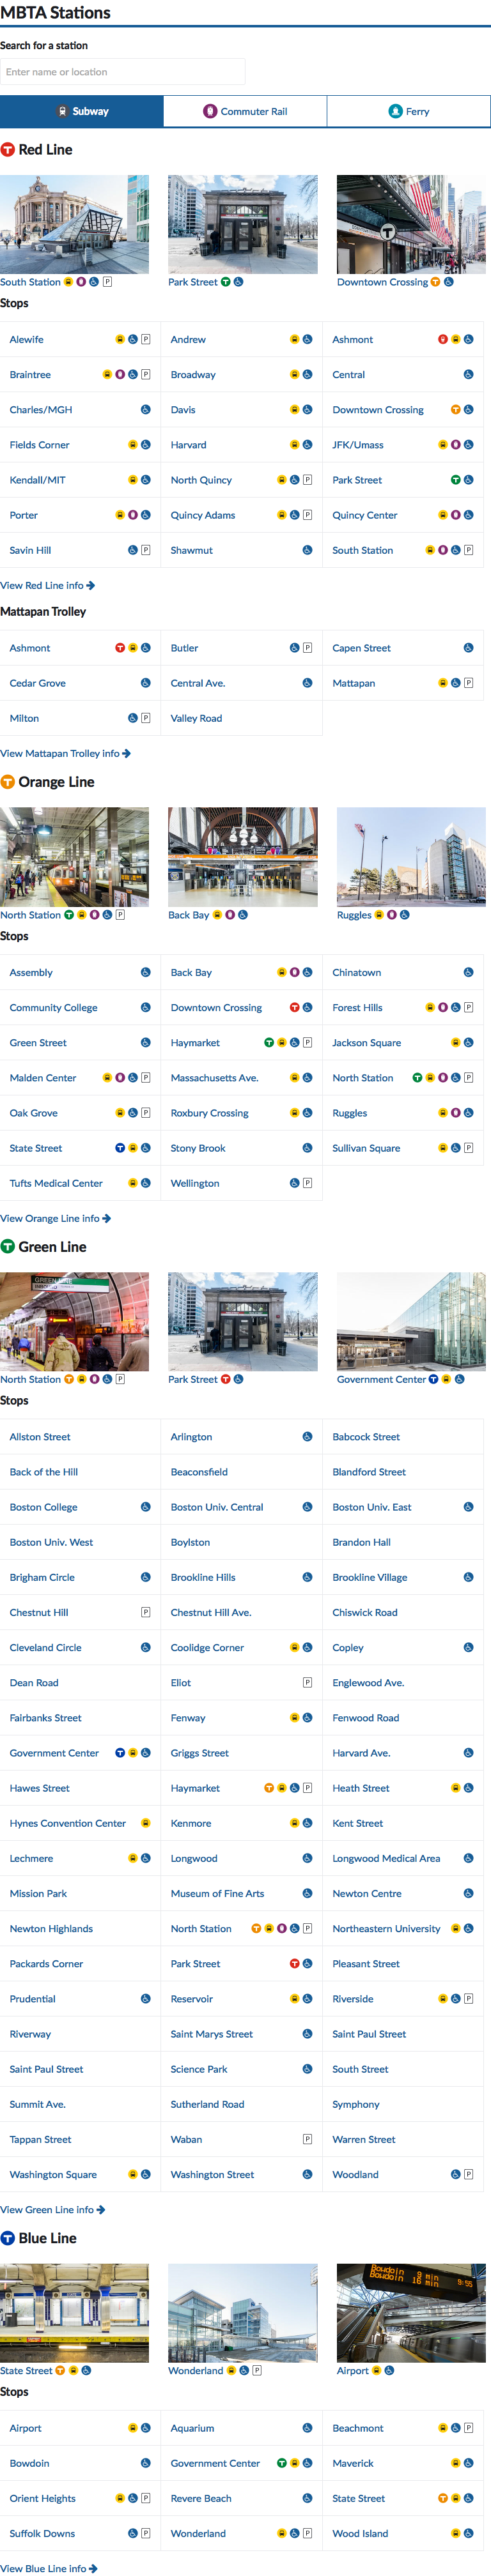 MBTA Stations
Search for a station
Enter name or location
Subway Commuter Rail Ferry
T Red Line
South Station P Park Street T Downtown Crossing T
Stops
Alewife P Andrew Ashmont
Braintree P Broadway Central
Charles/MGH Davis Downtown Crossing T
Fields Corner Harvard JFK/Umass
Kendall/MIT North Quincy P Park Street T
Porter Quincy Adams P Quincy Center
Savin Hill P Shawmut South Station P
View Red Line info
Mattapan Trolley
Ashmont T Butler P Capen Street
Cedar Grove Central Ave. Mattapan P
Milton P Valley Road
View Mattapan Trolley info
T Orange Line
North Station T P Back Bay Ruggles
Stops
Assembly Back Bay Chinatown
Community College Downtown Crossing T Forest Hills P
Green Street Haymarket T P Jackson Square
Malden Center P Massachusetts Ave. North Station T P
Oak Grove P Roxbury Crossing Ruggles
State Street T Stony Brook Sullivan Square P
Tufts Medical Center Wellington P
View Orange Line info
T Green Line
North Station T P Park Street T Government Center T
Stops
Allston Street Arlington Babcock Street
Back of the Hill Beaconsfield Blandford Street
Boston College Boston Univ. Central Boston Univ. East
Boston Univ. West Boylston Brandon Hall
Brigham Circle Brookline Hills Brookline Village
Chestnut Hill P Chestnut Hill Ave. Chiswick Road
Cleveland Circle Coolidge Corner Copley
Dean Road Eliot P Englewood Ave.
Fairbanks Street Fenway Fenwood Road
Government Center T Griggs Street Harvard Ave.
Hawes Street Haymarket T P Heath Street
Hynes Convention Center Kenmore Kent Street
Lechmere Longwood Longwood Medical Area
Mission Park Museum of Fine Arts Newton Centre
Newton Highlands North Station T P Northeastern University
Packards Corner Park Street T Pleasant Street
Prudential Reservoir Riverside P
Riverway Saint Marys Street Saint Paul Street
Saint Paul Street Science Park South Street
Summit Ave. Sutherland Road Symphony
Tappan Street Waban P Warren Street
Washington Square Washington Street Woodland P
View Green Line info
T Blue Line
Bowdoin 9 min
Bowdoin 16 min 9:55
State Street T Wonderland P Airport
Stops
Airport Aquarium Beachmont P
Bowdoin Government Center T Maverick
Orient Heights P Revere Beach State Street T
Suffolk Downs P Wonderland P Wood Island
View Blue Line info